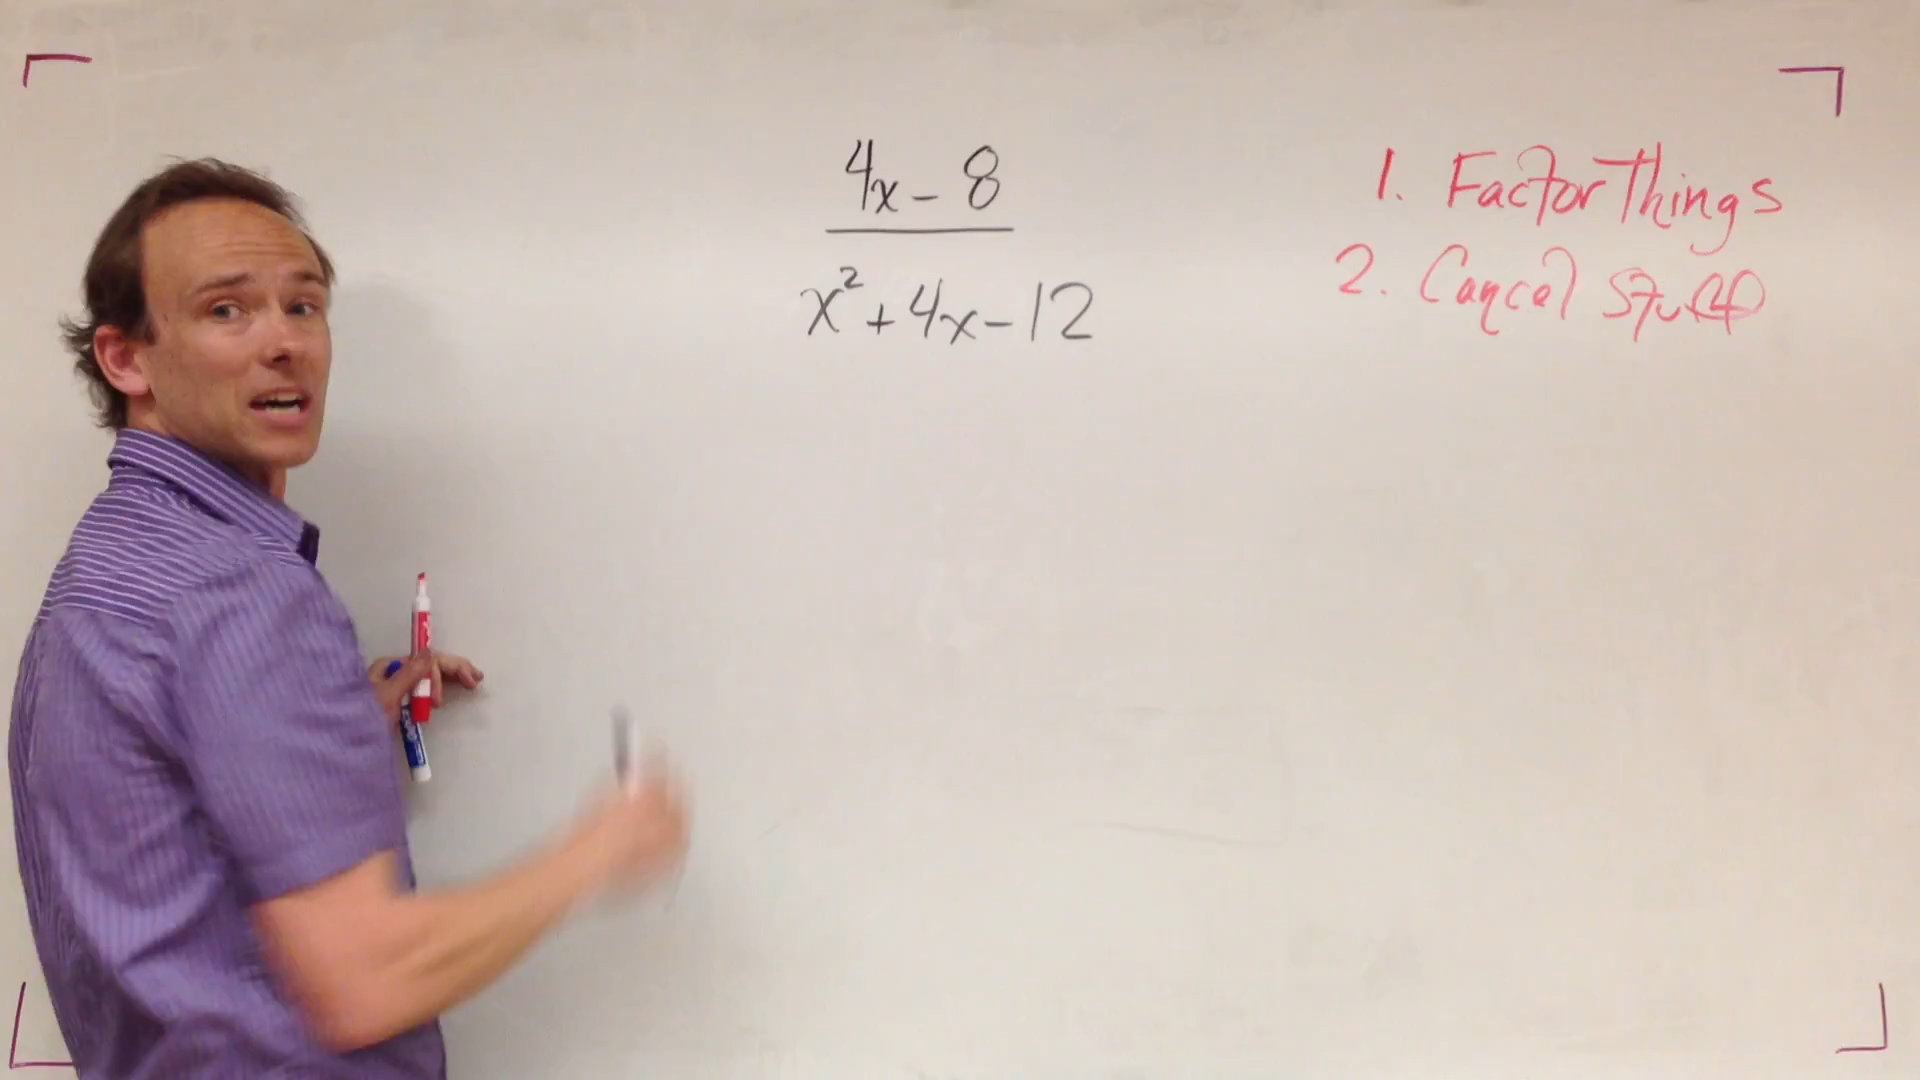 4x - 8
x² + 4x - 12
1. Factor Things
2. Cancel Stuff